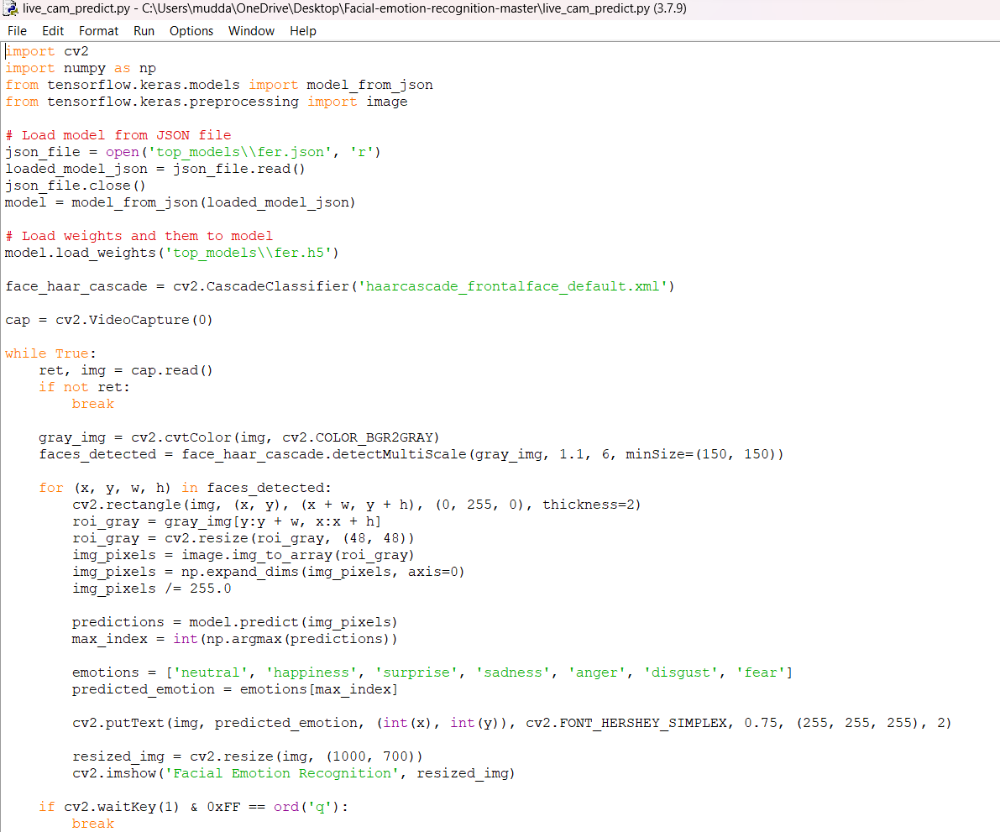 live_cam_predict.py - C:\Users\mudda\OneDrive\Desktop\Facial-emotion-recognition-master\live_cam_predict.py (3.7.9)
File Edit Format Run Options Window Help
import cv2
import numpy as np
from tensorflow.keras.models import model_from_json
from tensorflow.keras.preprocessing import image

# Load model from JSON file
json_file = open('top_models\\fer.json', 'r')
loaded_model_json = json_file.read()
json_file.close()
model = model_from_json(loaded_model_json)

# Load weights and them to model
model.load_weights('top_models\\fer.h5')

face_haar_cascade = cv2.CascadeClassifier('haarcascade_frontalface_default.xml')

cap = cv2.VideoCapture(0)

while True:
    ret, img = cap.read()
    if not ret:
        break

    gray_img = cv2.cvtColor(img, cv2.COLOR_BGR2GRAY)
    faces_detected = face_haar_cascade.detectMultiScale(gray_img, 1.1, 6, minSize=(150, 150))

    for (x, y, w, h) in faces_detected:
        cv2.rectangle(img, (x, y), (x + w, y + h), (0, 255, 0), thickness=2)
        roi_gray = gray_img[y:y + w, x:x + h]
        roi_gray = cv2.resize(roi_gray, (48, 48))
        img_pixels = image.img_to_array(roi_gray)
        img_pixels = np.expand_dims(img_pixels, axis=0)
        img_pixels /= 255.0

        predictions = model.predict(img_pixels)
        max_index = int(np.argmax(predictions))

        emotions = ['neutral', 'happiness', 'surprise', 'sadness', 'anger', 'disgust', 'fear']
        predicted_emotion = emotions[max_index]

        cv2.putText(img, predicted_emotion, (int(x), int(y)), cv2.FONT_HERSHEY_SIMPLEX, 0.75, (255, 255, 255), 2)

        resized_img = cv2.resize(img, (1000, 700))
        cv2.imshow('Facial Emotion Recognition', resized_img)

    if cv2.waitKey(1) & 0xFF == ord('q'):
        break